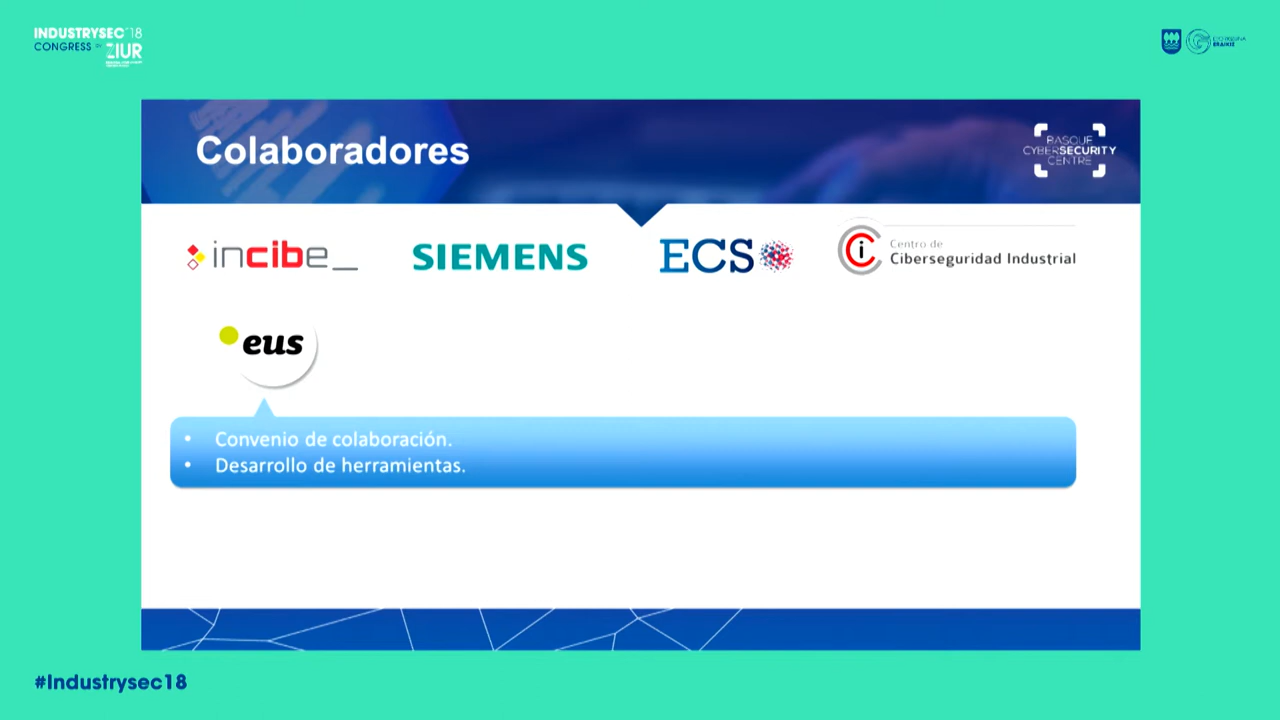 INDUSTRYSEC'18
CONGRESS BY ZIUR
Colaboradores
BASQUE
CYBERSECURITY
CENTRE
incibe_
SIEMENS
ECS
Centro de
Ciberseguridad Industrial
eus
• Convenio de colaboración.
• Desarrollo de herramientas.
#Industrysec18